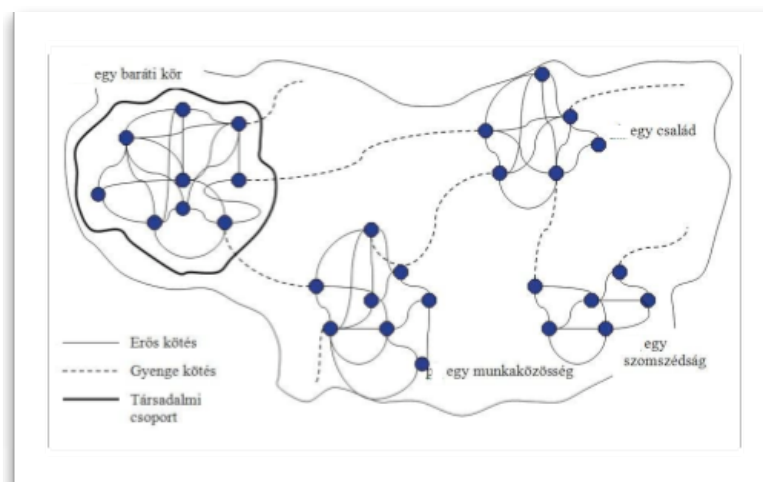 egy baráti kör
egy család
Erős kötés
Gyenge kötés
Társadalmi
csoport
egy munkaközösség
egy
szomszédság